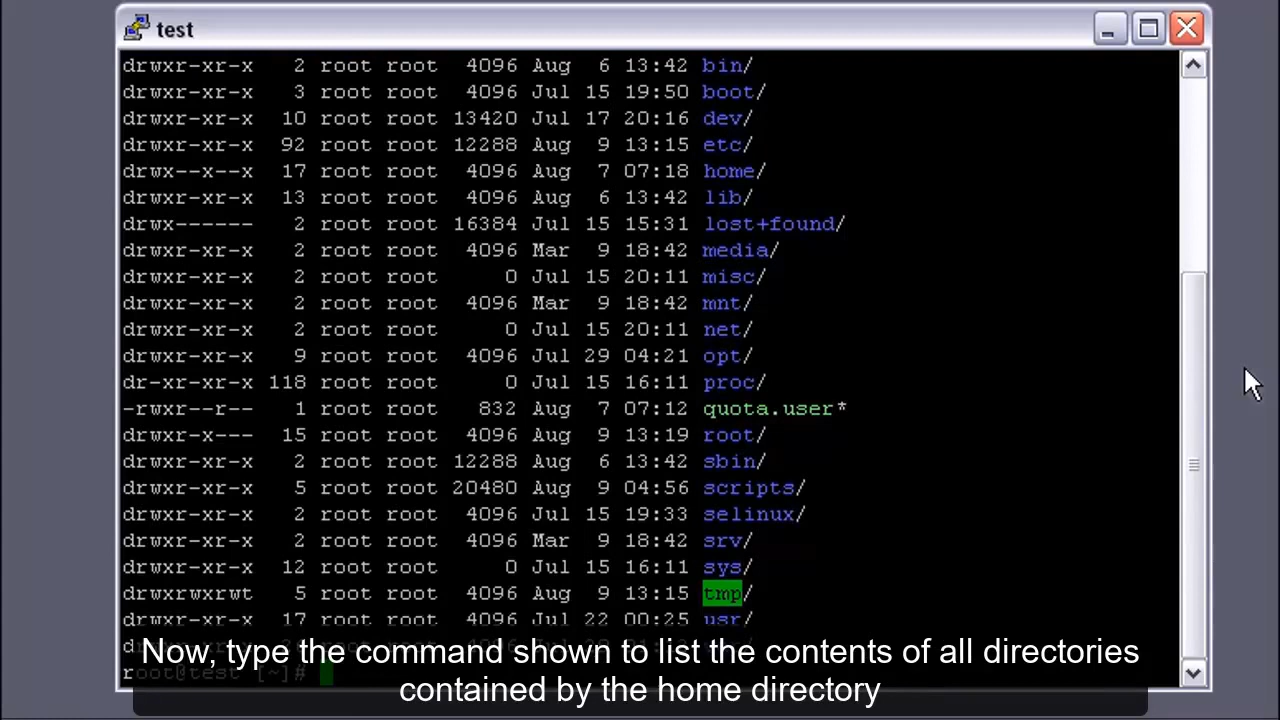 test
drwxr-xr-x 2 root root 4096 Aug 6 13:42 bin/
drwxr-xr-x 3 root root 4096 Jul 15 19:50 boot/
drwxr-xr-x 10 root root 13420 Jul 17 20:16 dev/
drwxr-xr-x 92 root root 12288 Aug 9 13:15 etc/
drwx--x--x 17 root root 4096 Aug 7 07:18 home/
drwxr-xr-x 13 root root 4096 Aug 6 13:42 lib/
drwx------ 2 root root 16384 Jul 15 15:31 lost+found/
drwxr-xr-x 2 root root 4096 Mar 9 18:42 media/
drwxr-xr-x 2 root root 0 Jul 15 20:11 misc/
drwxr-xr-x 2 root root 4096 Mar 9 18:42 mnt/
drwxr-xr-x 2 root root 0 Jul 15 20:11 net/
drwxr-xr-x 9 root root 4096 Jul 29 04:21 opt/
dr-xr-xr-x 118 root root 0 Jul 15 16:11 proc/
-rwxr--r-- 1 root root 832 Aug 7 07:12 quota.user*
drwxr-x--- 15 root root 4096 Aug 9 13:19 root/
drwxr-xr-x 2 root root 12288 Aug 6 13:42 sbin/
drwxr-xr-x 5 root root 20480 Aug 9 04:56 scripts/
drwxr-xr-x 2 root root 4096 Jul 15 19:33 selinux/
drwxr-xr-x 2 root root 4096 Mar 9 18:42 srv/
drwxr-xr-x 12 root root 0 Jul 15 16:11 sys/
drwxrwxrwt 5 root root 4096 Aug 9 13:15 tmp/
drwxr-xr-x 17 root root 4096 Jul 22 00:25 usr/
root@test [~]#
Now, type the command shown to list the contents of all directories
contained by the home directory